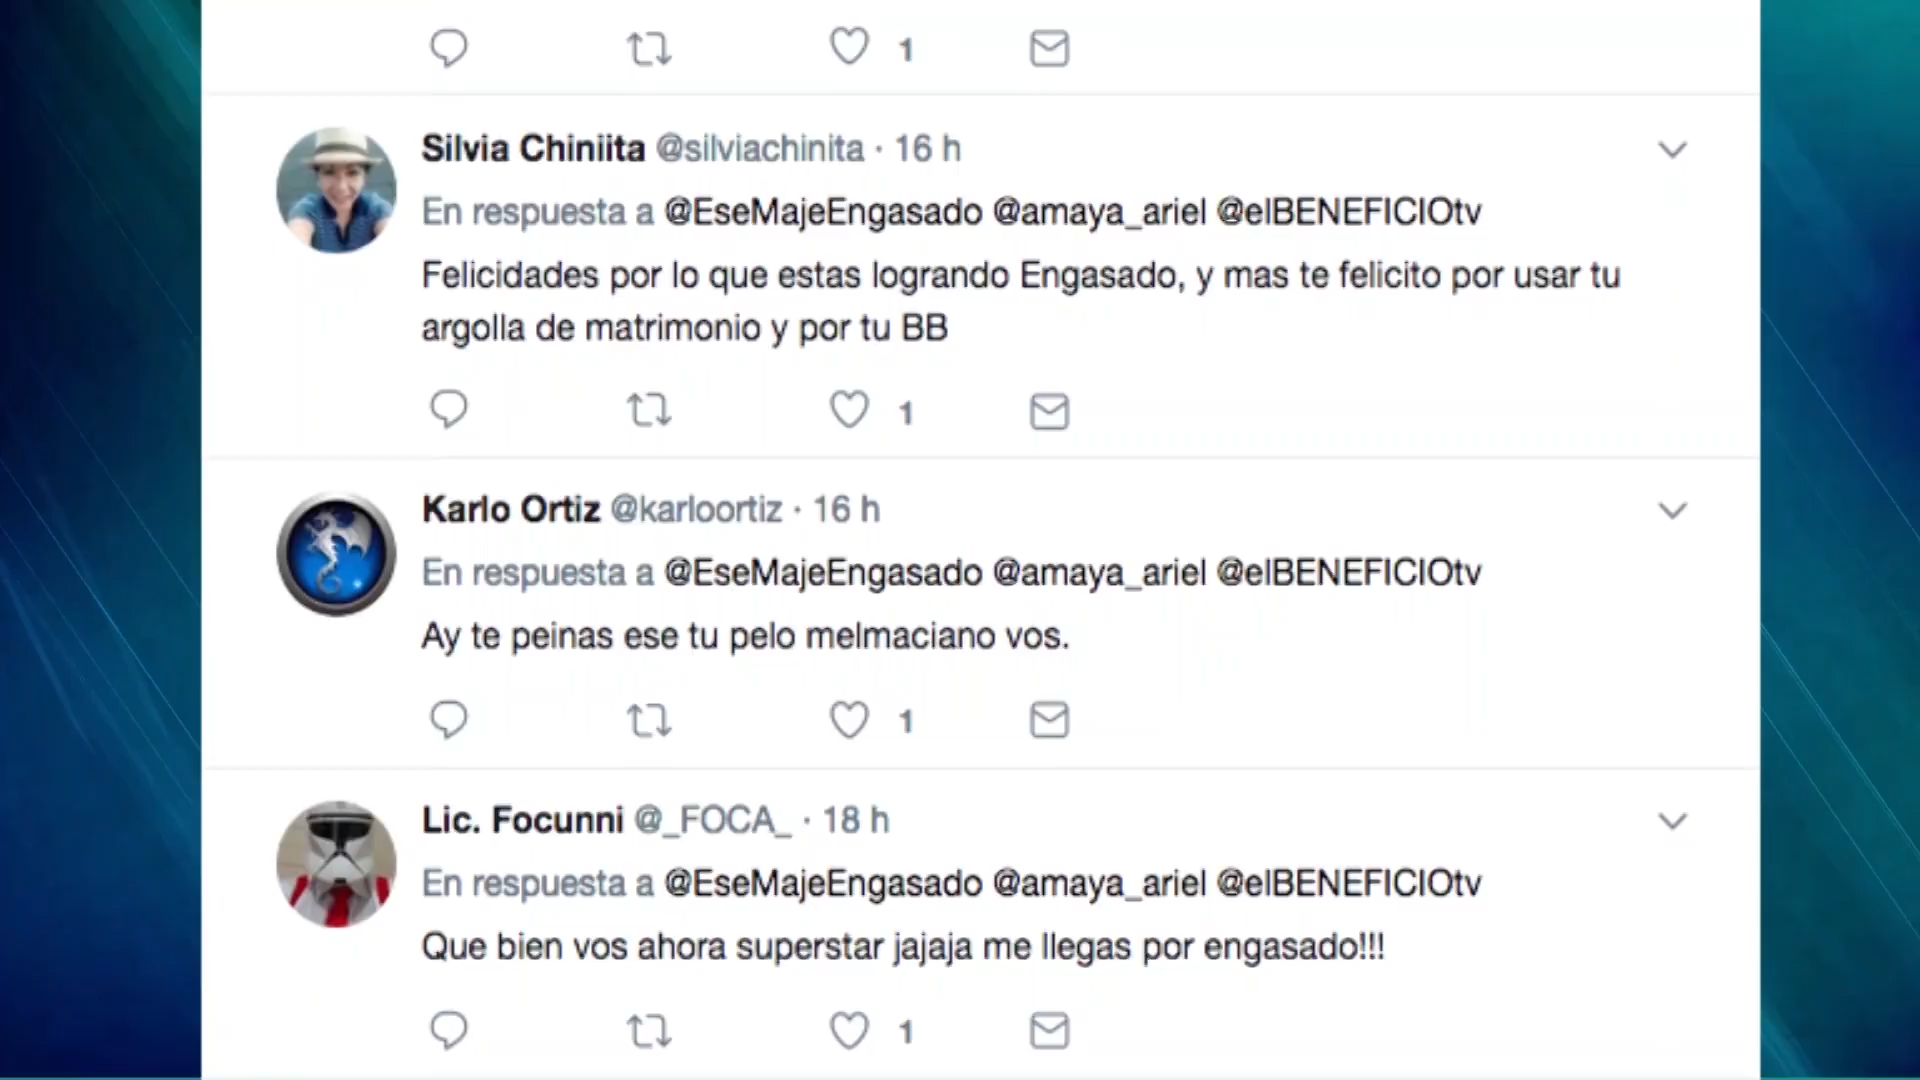 1
Silvia Chiniita @silviachinita · 16 h
En respuesta a @EseMajeEngasado @amaya_ariel @elBENEFICIOtv
Felicidades por lo que estas logrando Engasado, y mas te felicito por usar tu
argolla de matrimonio y por tu BB
1
Karlo Ortiz @karloortiz · 16 h
En respuesta a @EseMajeEngasado @amaya_ariel @elBENEFICIOtv
Ay te peinas ese tu pelo melmaciano vos.
1
Lic. Focunni @_FOCA_ · 18 h
En respuesta a @EseMajeEngasado @amaya_ariel @elBENEFICIOtv
Que bien vos ahora superstar jajaja me llegas por engasado!!!
1